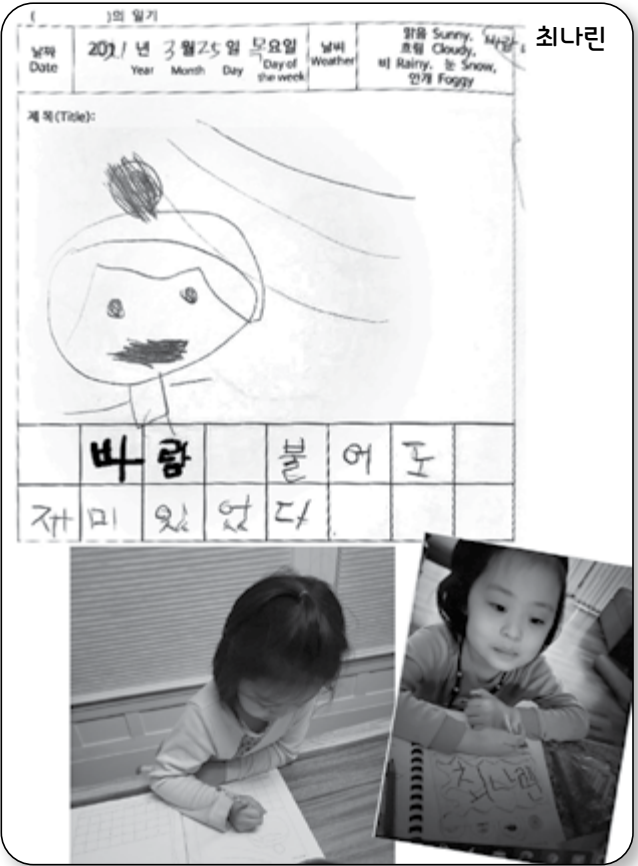 ( )의 일기
최나린
날짜 Date
2021 년 3 월 25 일 목요일
Year Month Day Day of the week
날씨 Weather
맑음 Sunny, 바람
흐림 Cloudy,
비 Rainy, 눈 Snow,
안개 Foggy
제목(Title):
바람 불어도
재미있었다
최나린